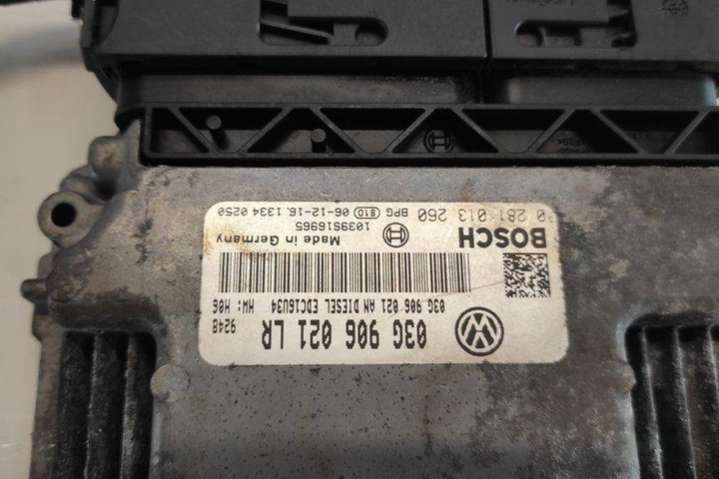 03G 906 021 LR
9248
03G 906 021 AN DIESEL EDC16U34 HW: H06
BOSCH
Made in Germany
1039S16965
0 281 013 260 BPG 810 06-12-16.1334 0250